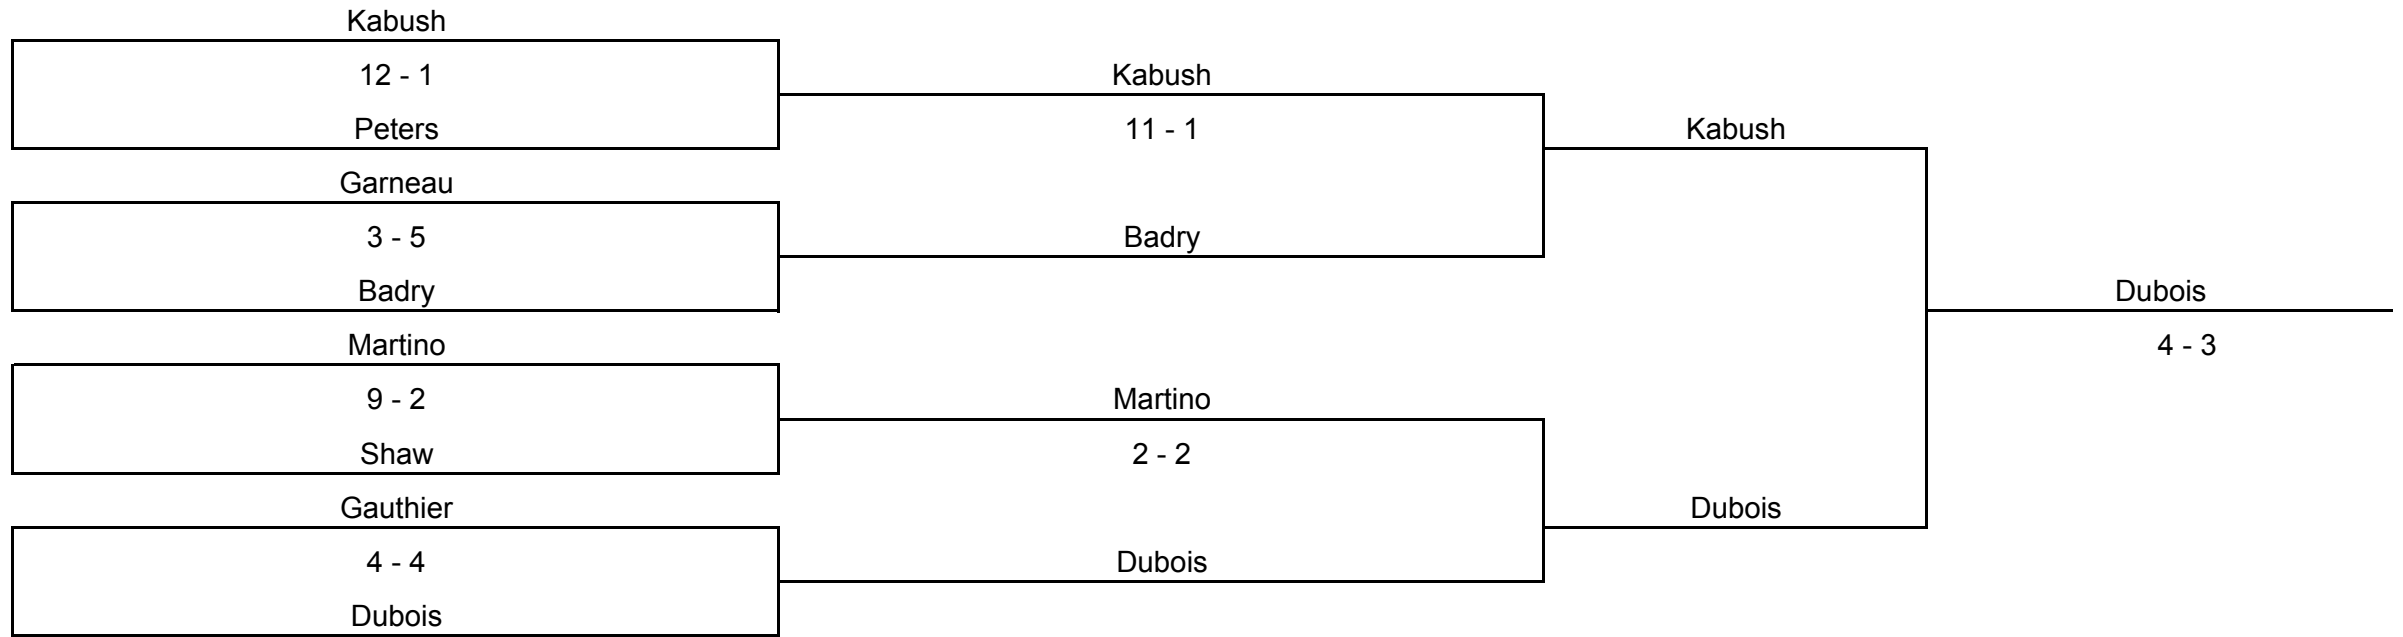 Kabush
12 - 1
Peters
Garneau
3 - 5
Badry
Martino
9 - 2
Shaw
Gauthier
4 - 4
Dubois
Kabush
11 - 1
Badry
Martino
2 - 2
Dubois
Kabush
Dubois
Dubois
4 - 3